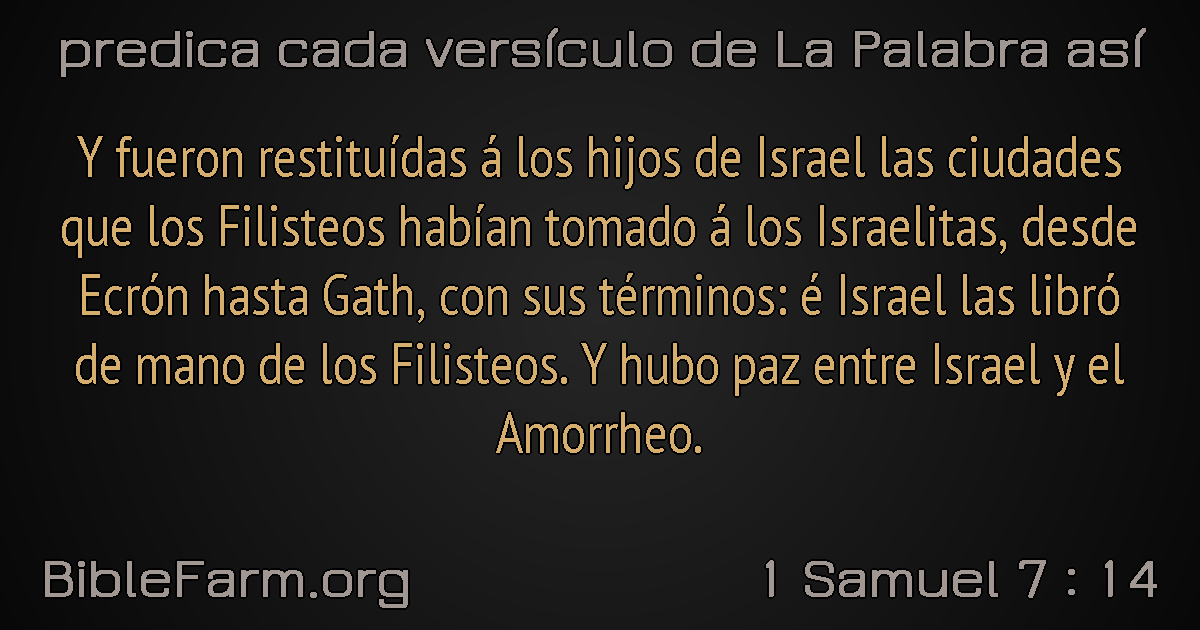 predica cada versículo de La Palabra así
Y fueron restituídas á los hijos de Israel las ciudades
que los Filisteos habían tomado á los Israelitas, desde
Ecrón hasta Gath, con sus términos: é Israel las libró
de mano de los Filisteos. Y hubo paz entre Israel y el
Amorrheo.
BibleFarm.org
1 Samuel 7 : 14